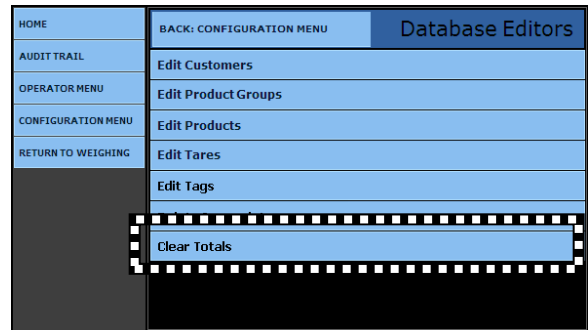 HOME
AUDIT TRAIL
OPERATOR MENU
CONFIGURATION MENU
RETURN TO WEIGHING
BACK: CONFIGURATION MENU
Database Editors
Edit Customers
Edit Product Groups
Edit Products
Edit Tares
Edit Tags
Clear Totals